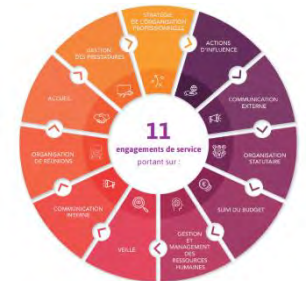 STRATÉGIE
DE L'ORGANISATION
PROFESSIONNELLE
ACTIONS
D'INFLUENCE
COMMUNICATION
EXTERNE
ORGANISATION
STATUTAIRE
SUIVI DU BUDGET
GESTION
ET
MANAGEMENT
DES
RESSOURCES
HUMAINES
VEILLE
COMMUNICATION
INTERNE
ORGANISATION
DE RÉUNIONS
ACCUEIL
GESTION
DES PRESTATAIRES
11
engagements de service
portant sur :